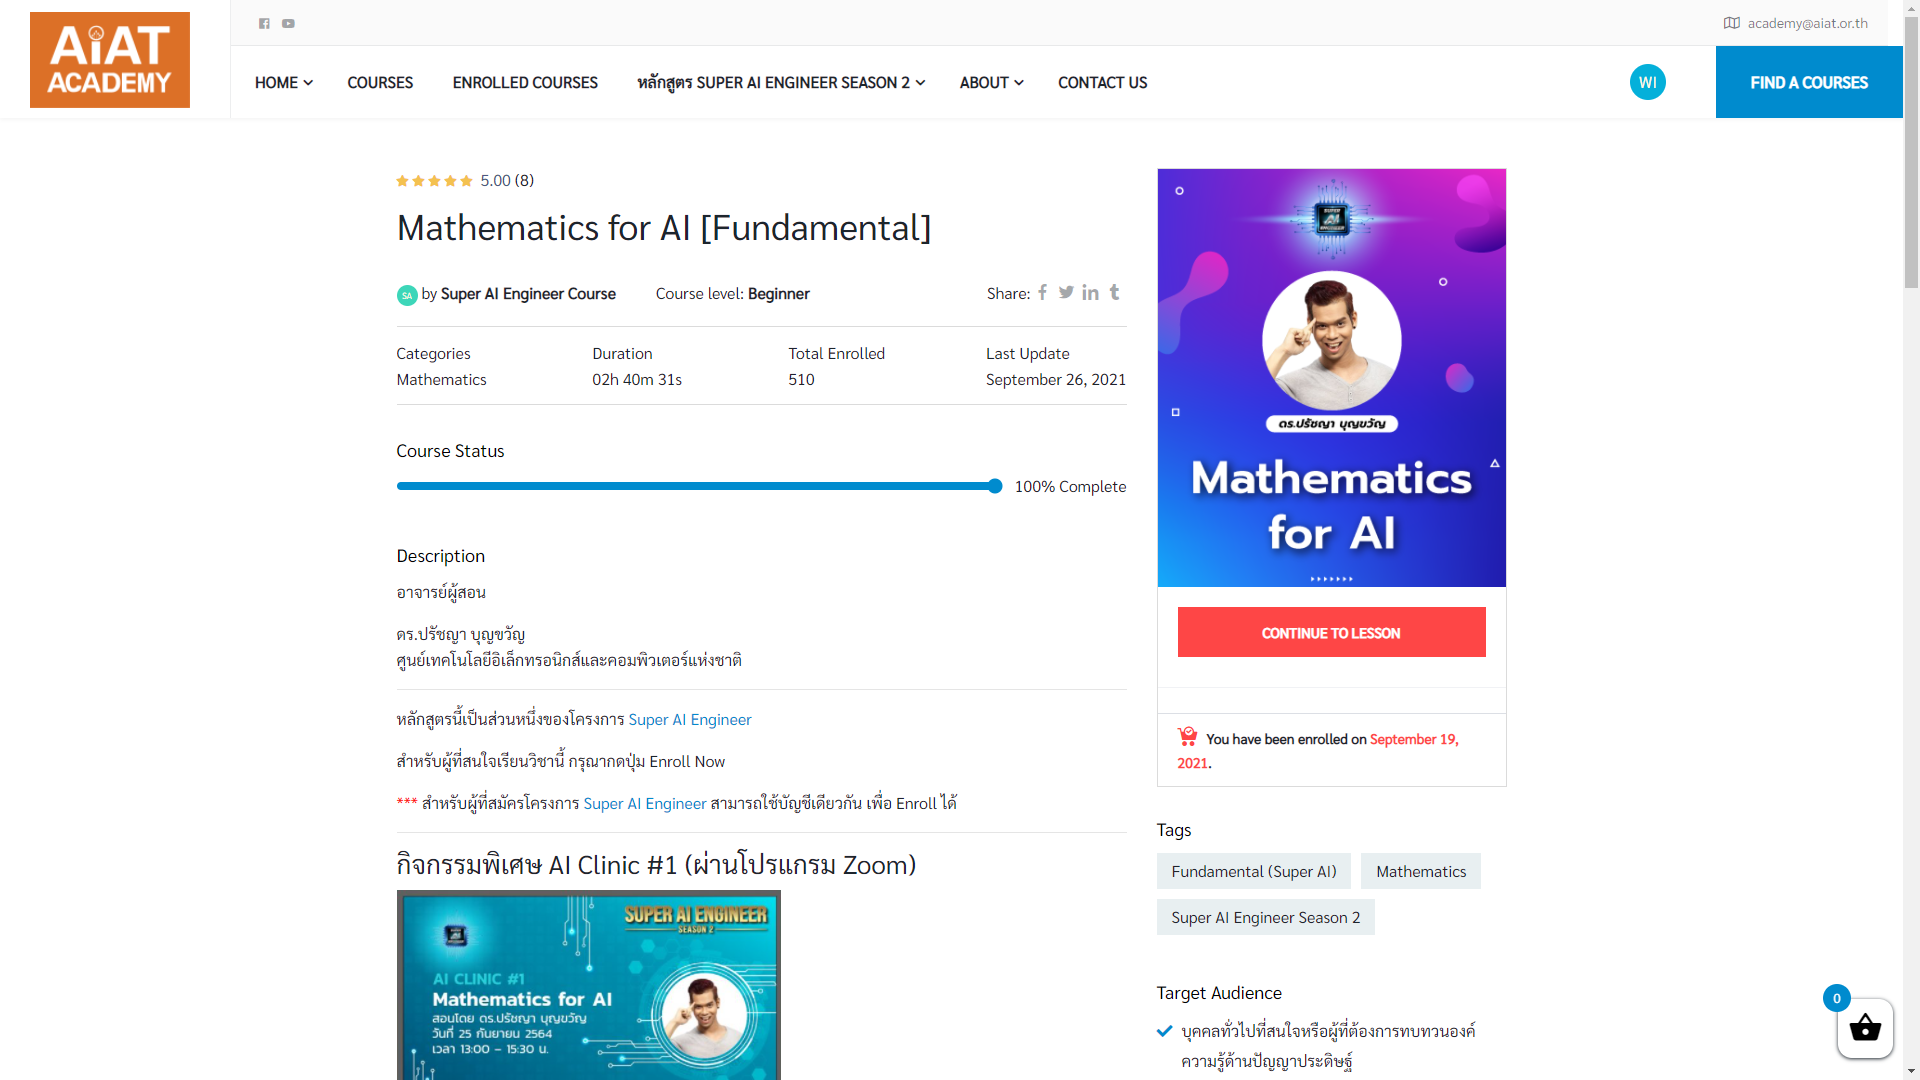 AiAT
ACADEMY
academy@aiat.or.th
HOME
COURSES
ENROLLED COURSES
หลักสูตร SUPER AI ENGINEER SEASON 2
ABOUT
CONTACT US
WI
FIND A COURSES
5.00 (8)
Mathematics for AI [Fundamental]
SA by Super AI Engineer Course
Course level: Beginner
Share:
Categories
Duration
Total Enrolled
Last Update
Mathematics
02h 40m 31s
510
September 26, 2021
Course Status
100% Complete
Description
อาจารย์ผู้สอน
ดร.ปรัชญา บุญขวัญ
ศูนย์เทคโนโลยีอิเล็กทรอนิกส์และคอมพิวเตอร์แห่งชาติ
หลักสูตรนี้เป็นส่วนหนึ่งของโครงการ Super AI Engineer
สำหรับผู้ที่สนใจเรียนวิชานี้ กรุณากดปุ่ม Enroll Now
*** สำหรับผู้ที่สมัครโครงการ Super AI Engineer สามารถใช้บัญชีเดียวกัน เพื่อ Enroll ได้
กิจกรรมพิเศษ AI Clinic #1 (ผ่านโปรแกรม Zoom)
SUPER AI ENGINEER
SEASON 2
AI CLINIC #1
Mathematics for AI
สอนโดย ดร.ปรัชญา บุญขวัญ
วันที่ 25 กันยายน 2564
เวลา 13:00 – 15:30 น.
SUPER
AI
ENGINEER
ดร.ปรัชญา บุญขวัญ
Mathematics
for AI
CONTINUE TO LESSON
You have been enrolled on September 19,
2021.
Tags
Fundamental (Super AI)
Mathematics
Super AI Engineer Season 2
Target Audience
บุคคลทั่วไปที่สนใจหรือผู้ที่ต้องการทบทวนองค์
ความรู้ด้านปัญญาประดิษฐ์
0